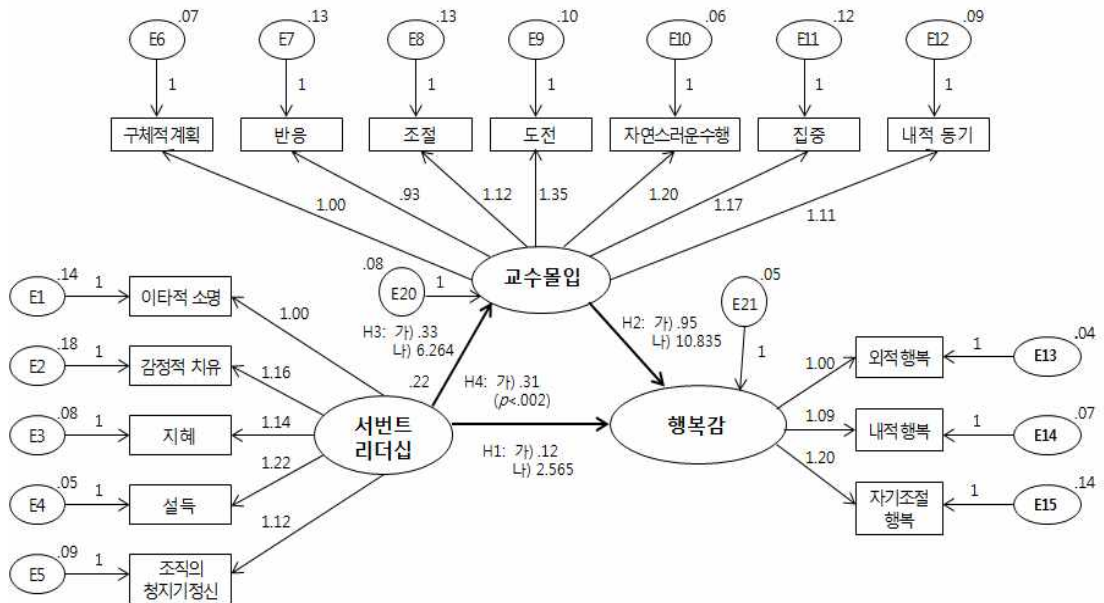 .07 .13 .13 .10 .06 .12 .09
E6 E7 E8 E9 E10 E11 E12
1 1 1 1 1 1 1
구체적계획 반응 조절 도전 자연스러운수행 집중 내적 동기
1.00 .93 1.12 1.35 1.20 1.17 1.11
교수몰입
.08
E20 1
.05
E21
1
.14
E1 1 이타적 소명 1.00
.18
E2 1 감정적 치유 1.16
.08
E3 1 지혜 1.14
.05
E4 1 설득 1.22
.09
E5 1 조직의
청지기정신
1.12
.22
서번트
리더십
H3: 가) .33
나) 6.264
H2: 가) .95
나) 10.835
H4: 가) .31
(p<.002)
H1: 가) .12
나) 2.565
행복감
1.00 외적행복 1 E13 .04
1.09 내적행복 1 E14 .07
1.20 자기조절
행복
1 E15 .14